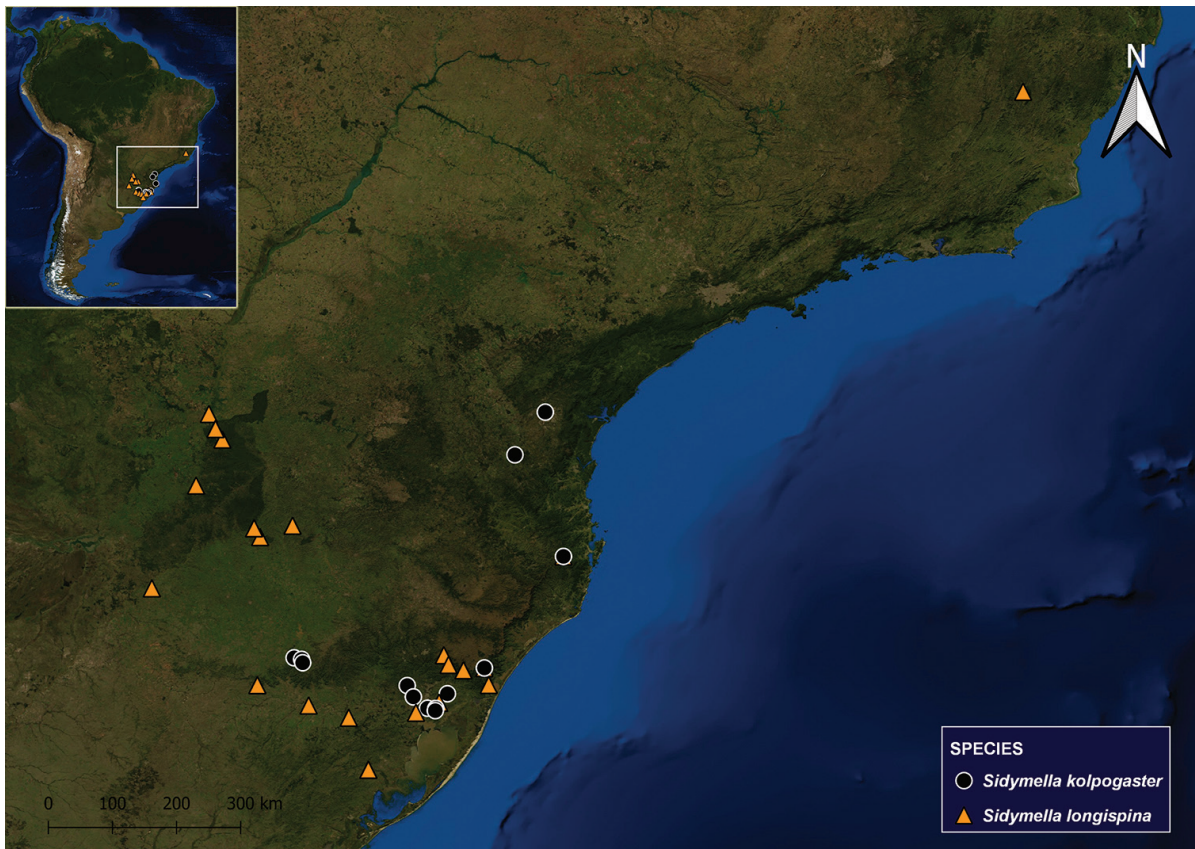 N
SPECIES
Sidymella kolpogaster
Sidymella longispina
0 100 200 300 km